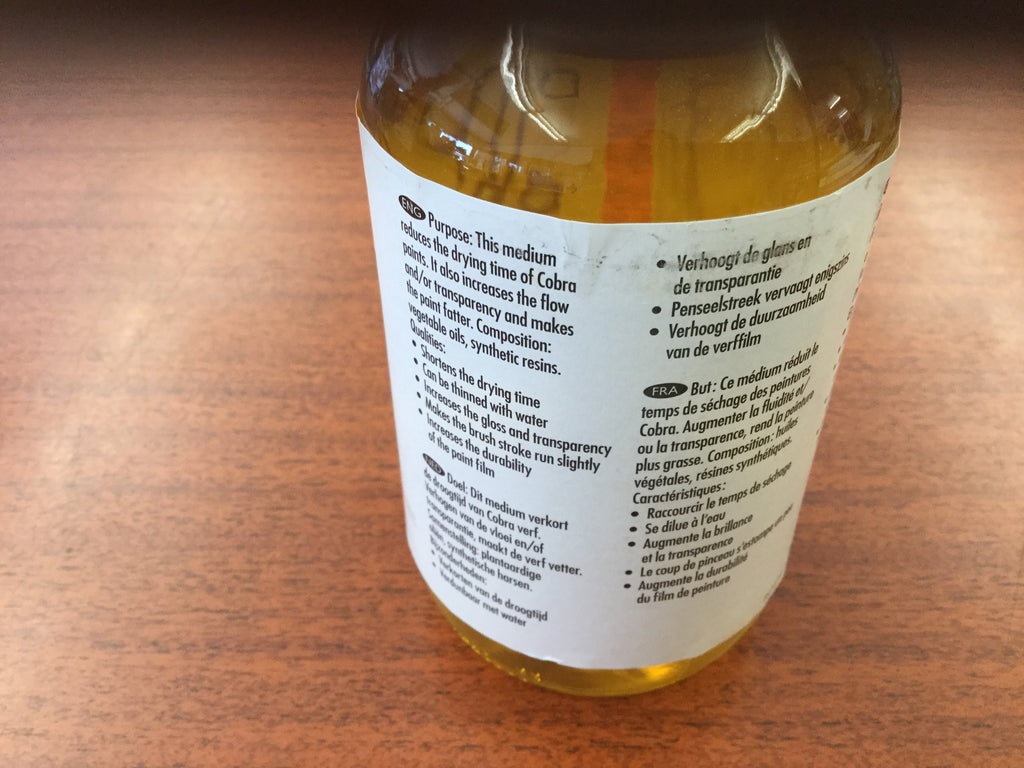 ENG Purpose: This medium
reduces the drying time of Cobra
paints. It also increases the flow
and/or transparency and makes
the paint fatter. Composition:
vegetable oils, synthetic resins.
Qualities:
• Shortens the drying time
• Can be thinned with water
• Increases the gloss and transparency
• Makes the brush stroke run slightly
• Increases the durability
of the paint film
Doel: Dit medium verkort
de droogtijd van Cobra verf.
Verhogen van de vloei en/of
transparantie, maakt de verf vetter.
Samenstelling: plantaardige
synthetische harsen.
• Verkorten van de droogtijd
• Verdunbaar met water
• Verhoogt de glans en
de transparantie
• Penseelstreek vervaagt enigszins
• Verhoogt de duurzaamheid
van de verffilm
FRA But : Ce médium réduit le
temps de séchage des peintures
Cobra. Augmenter la fluidité et/
ou la transparence, rend la peinture
plus grasse. Composition : huiles
végétales, résines synthétiques.
Caractéristiques :
• Raccourcir le temps de séchage
• Se dilue à l'eau
• Augmente la brillance
et la transparence
• Le coup de pinceau s'estompe un peu
• Augmente la durabilité
du film de peinture